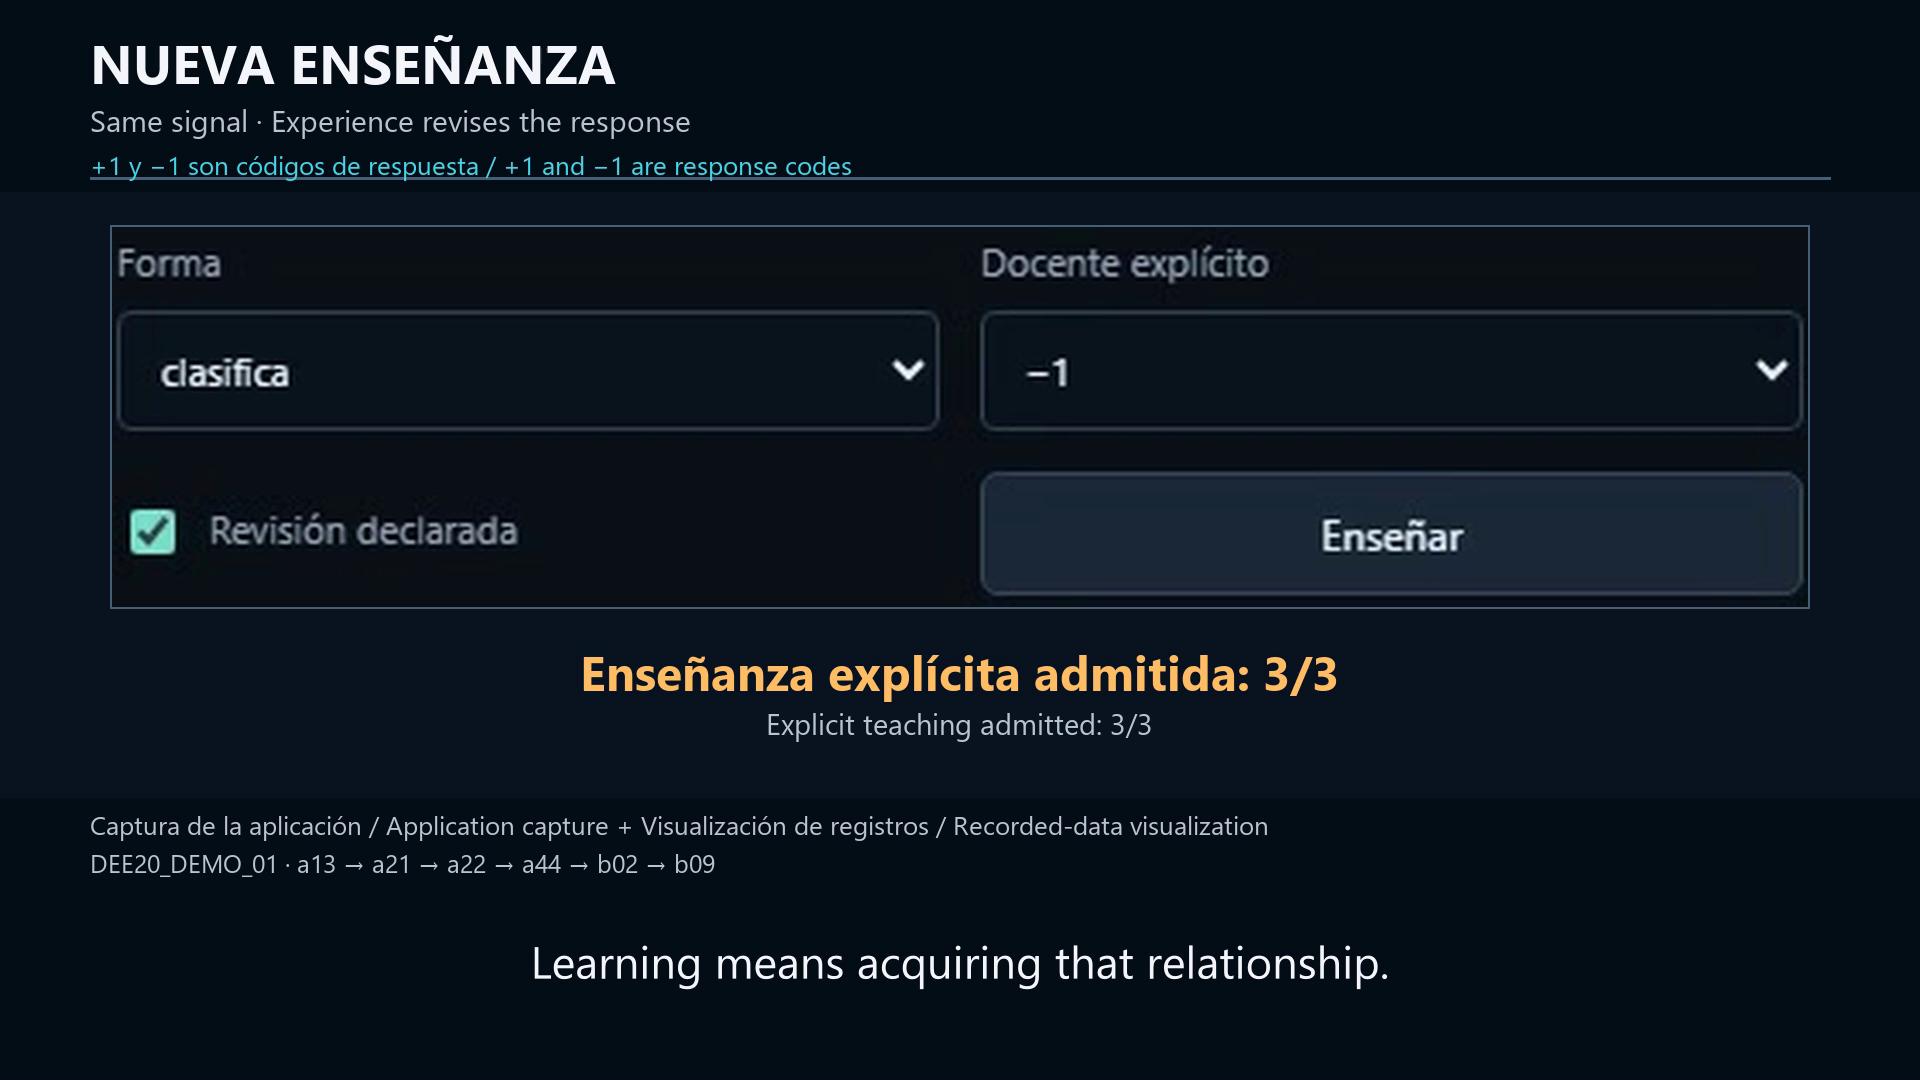 NUEVA ENSEÑANZA
Same signal · Experience revises the response
+1 y −1 son códigos de respuesta / +1 and −1 are response codes
Forma
Docente explícito
clasifica
−1
Revisión declarada
Enseñar
Enseñanza explícita admitida: 3/3
Explicit teaching admitted: 3/3
Captura de la aplicación / Application capture + Visualización de registros / Recorded-data visualization
DEE20_DEMO_01 · a13 → a21 → a22 → a44 → b02 → b09
Learning means acquiring that relationship.